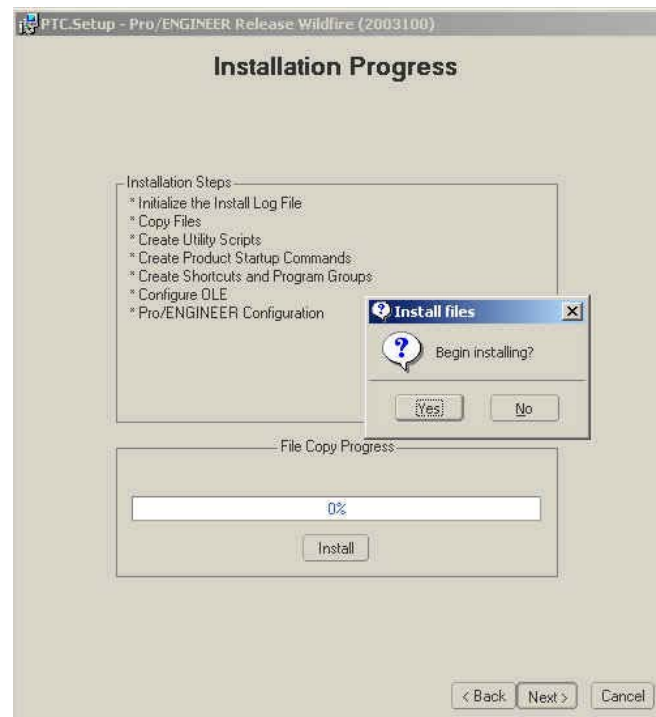 PTC.Setup - Pro/ENGINEER Release Wildfire (2003100)
Installation Progress
Installation Steps
* Initialize the Install Log File
* Copy Files
* Create Utility Scripts
* Create Product Startup Commands
* Create Shortcuts and Program Groups
* Configure OLE
* Pro/ENGINEER Configuration
Install files
Begin installing?
Yes No
File Copy Progress
0%
Install
< Back Next > Cancel